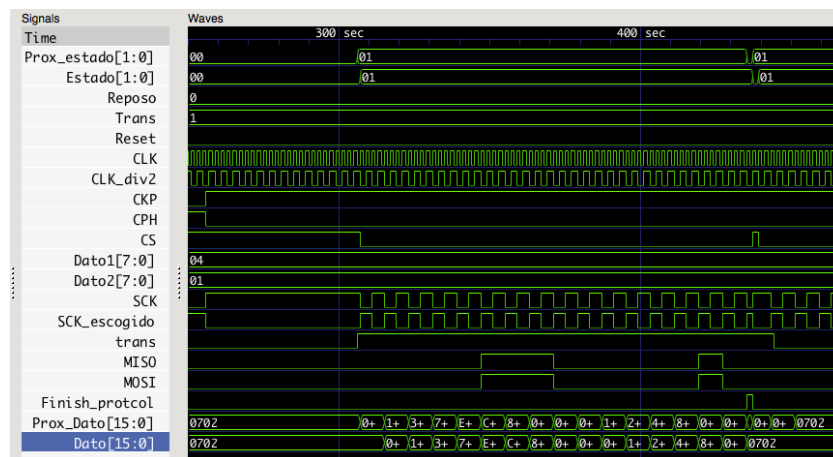 Signals Waves
Time 300 sec 400 sec
Prox_estado[1:0] 00 01 01
Estado[1:0] 00 01 01
Reposo 0
Trans 1
Reset
CLK
CLK_div2
CKP
CPH
CS
Dato1[7:0] 04
Dato2[7:0] 01
SCK
SCK_escogido
trans
MISO
MOSI
Finish_protcol
Prox_Dato[15:0] 0702 0+ 1+ 3+ 7+ E+ C+ 8+ 0+ 0+ 0+ 1+ 2+ 4+ 8+ 0+ 0+ 0+ 0+ 0702
Dato[15:0] 0702 0+ 1+ 3+ 7+ E+ C+ 8+ 0+ 0+ 0+ 1+ 2+ 4+ 8+ 0+ 0702